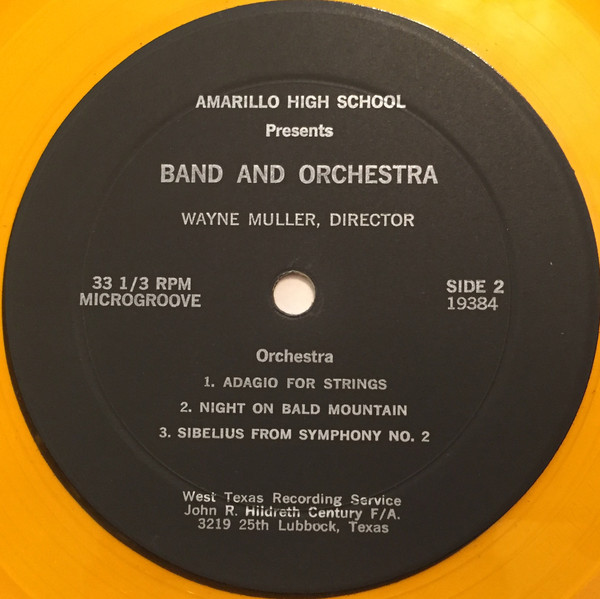 AMARILLO HIGH SCHOOL
Presents
BAND AND ORCHESTRA
WAYNE MULLER, DIRECTOR
33 1/3 RPM
MICROGROOVE
SIDE 2
19384
Orchestra
1. ADAGIO FOR STRINGS
2. NIGHT ON BALD MOUNTAIN
3. SIBELIUS FROM SYMPHONY NO. 2
West Texas Recording Service
John R. Hildreth Century F/A.
3219 25th Lubbock, Texas